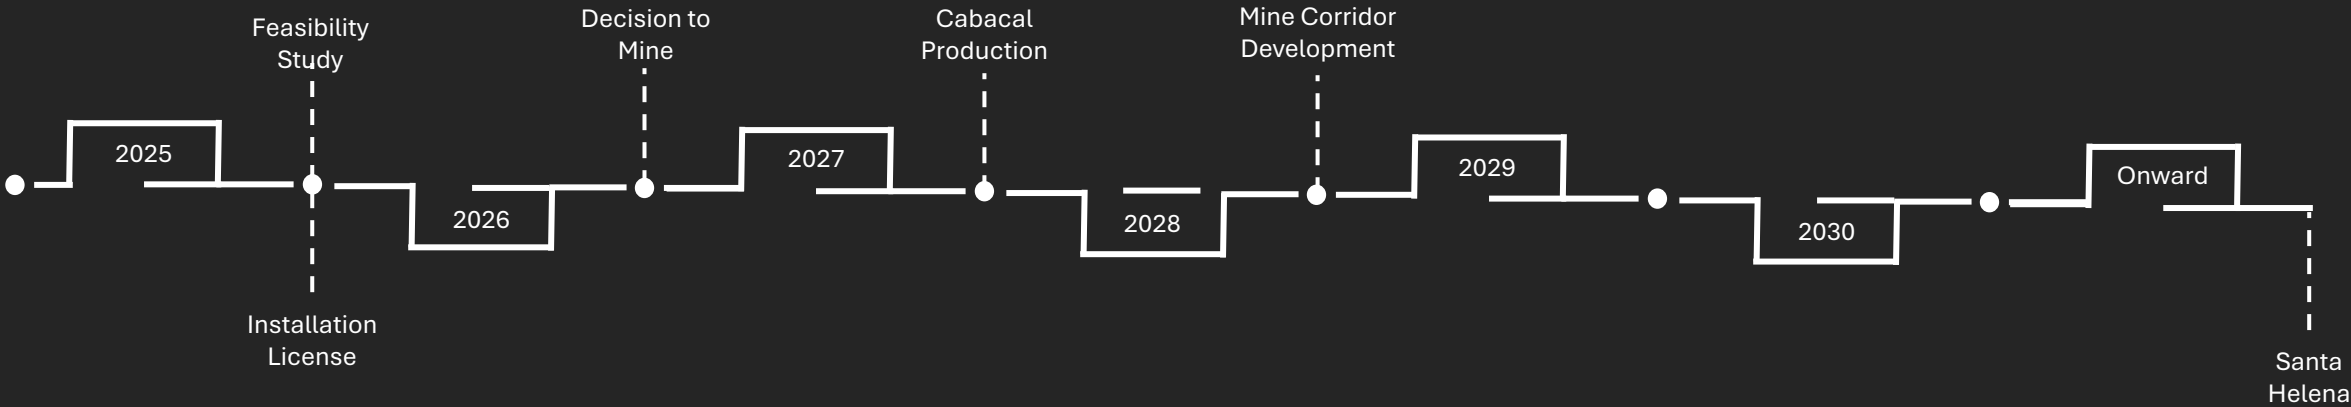 Feasibility
Study
Decision to
Mine
Cabacal
Production
Mine Corridor
Development
2025
2026
2027
2028
2029
2030
Onward
Installation
License
Santa
Helena